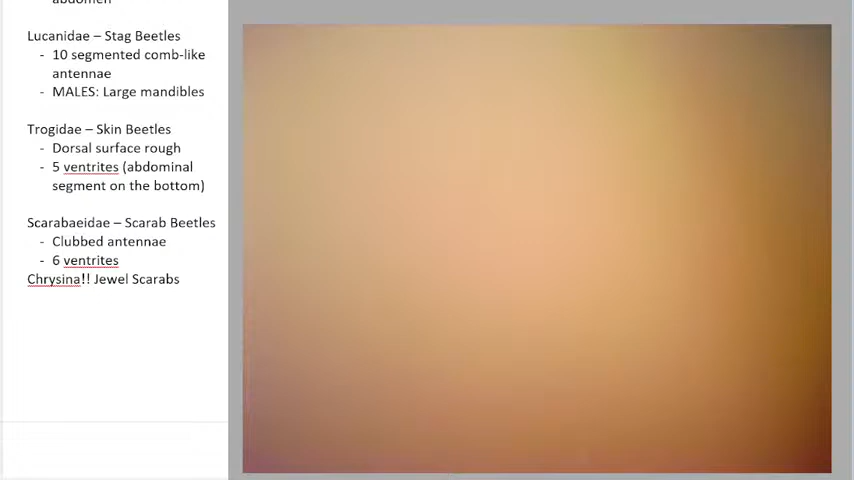 abdomen
Lucanidae – Stag Beetles
- 10 segmented comb-like
antennae
- MALES: Large mandibles
Trogidae – Skin Beetles
- Dorsal surface rough
- 5 ventrites (abdominal
segment on the bottom)
Scarabaeidae – Scarab Beetles
- Clubbed antennae
- 6 ventrites
Chrysina!! Jewel Scarabs